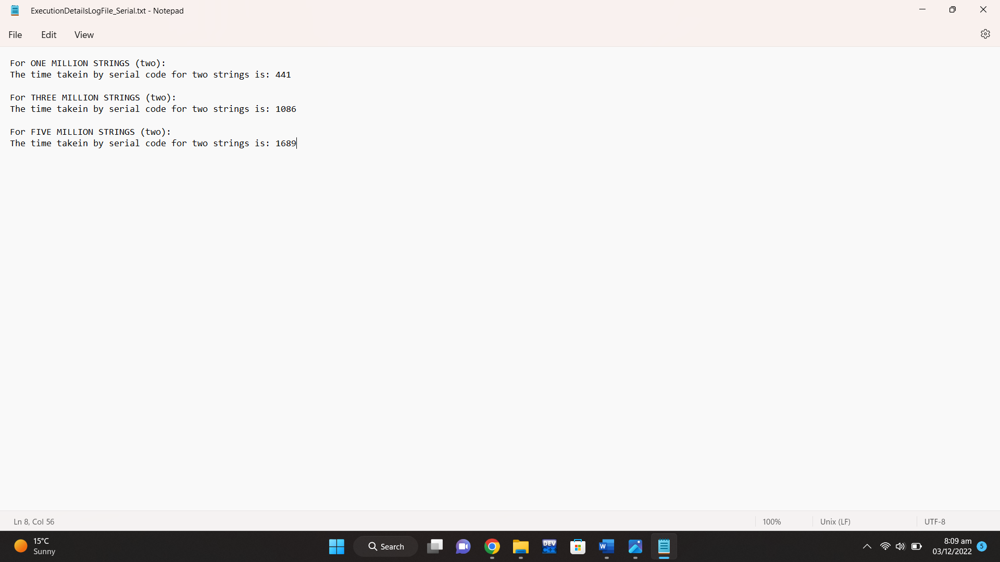 ExecutionDetailsLogFile_Serial.txt - Notepad
File Edit View
For ONE MILLION STRINGS (two):
The time takein by serial code for two strings is: 441
For THREE MILLION STRINGS (two):
The time takein by serial code for two strings is: 1086
For FIVE MILLION STRINGS (two):
The time takein by serial code for two strings is: 1689
Ln 8, Col 56 100% Unix (LF) UTF-8
15°C
Sunny
Search
DEV
C++
W
8:09 am
03/12/2022
5